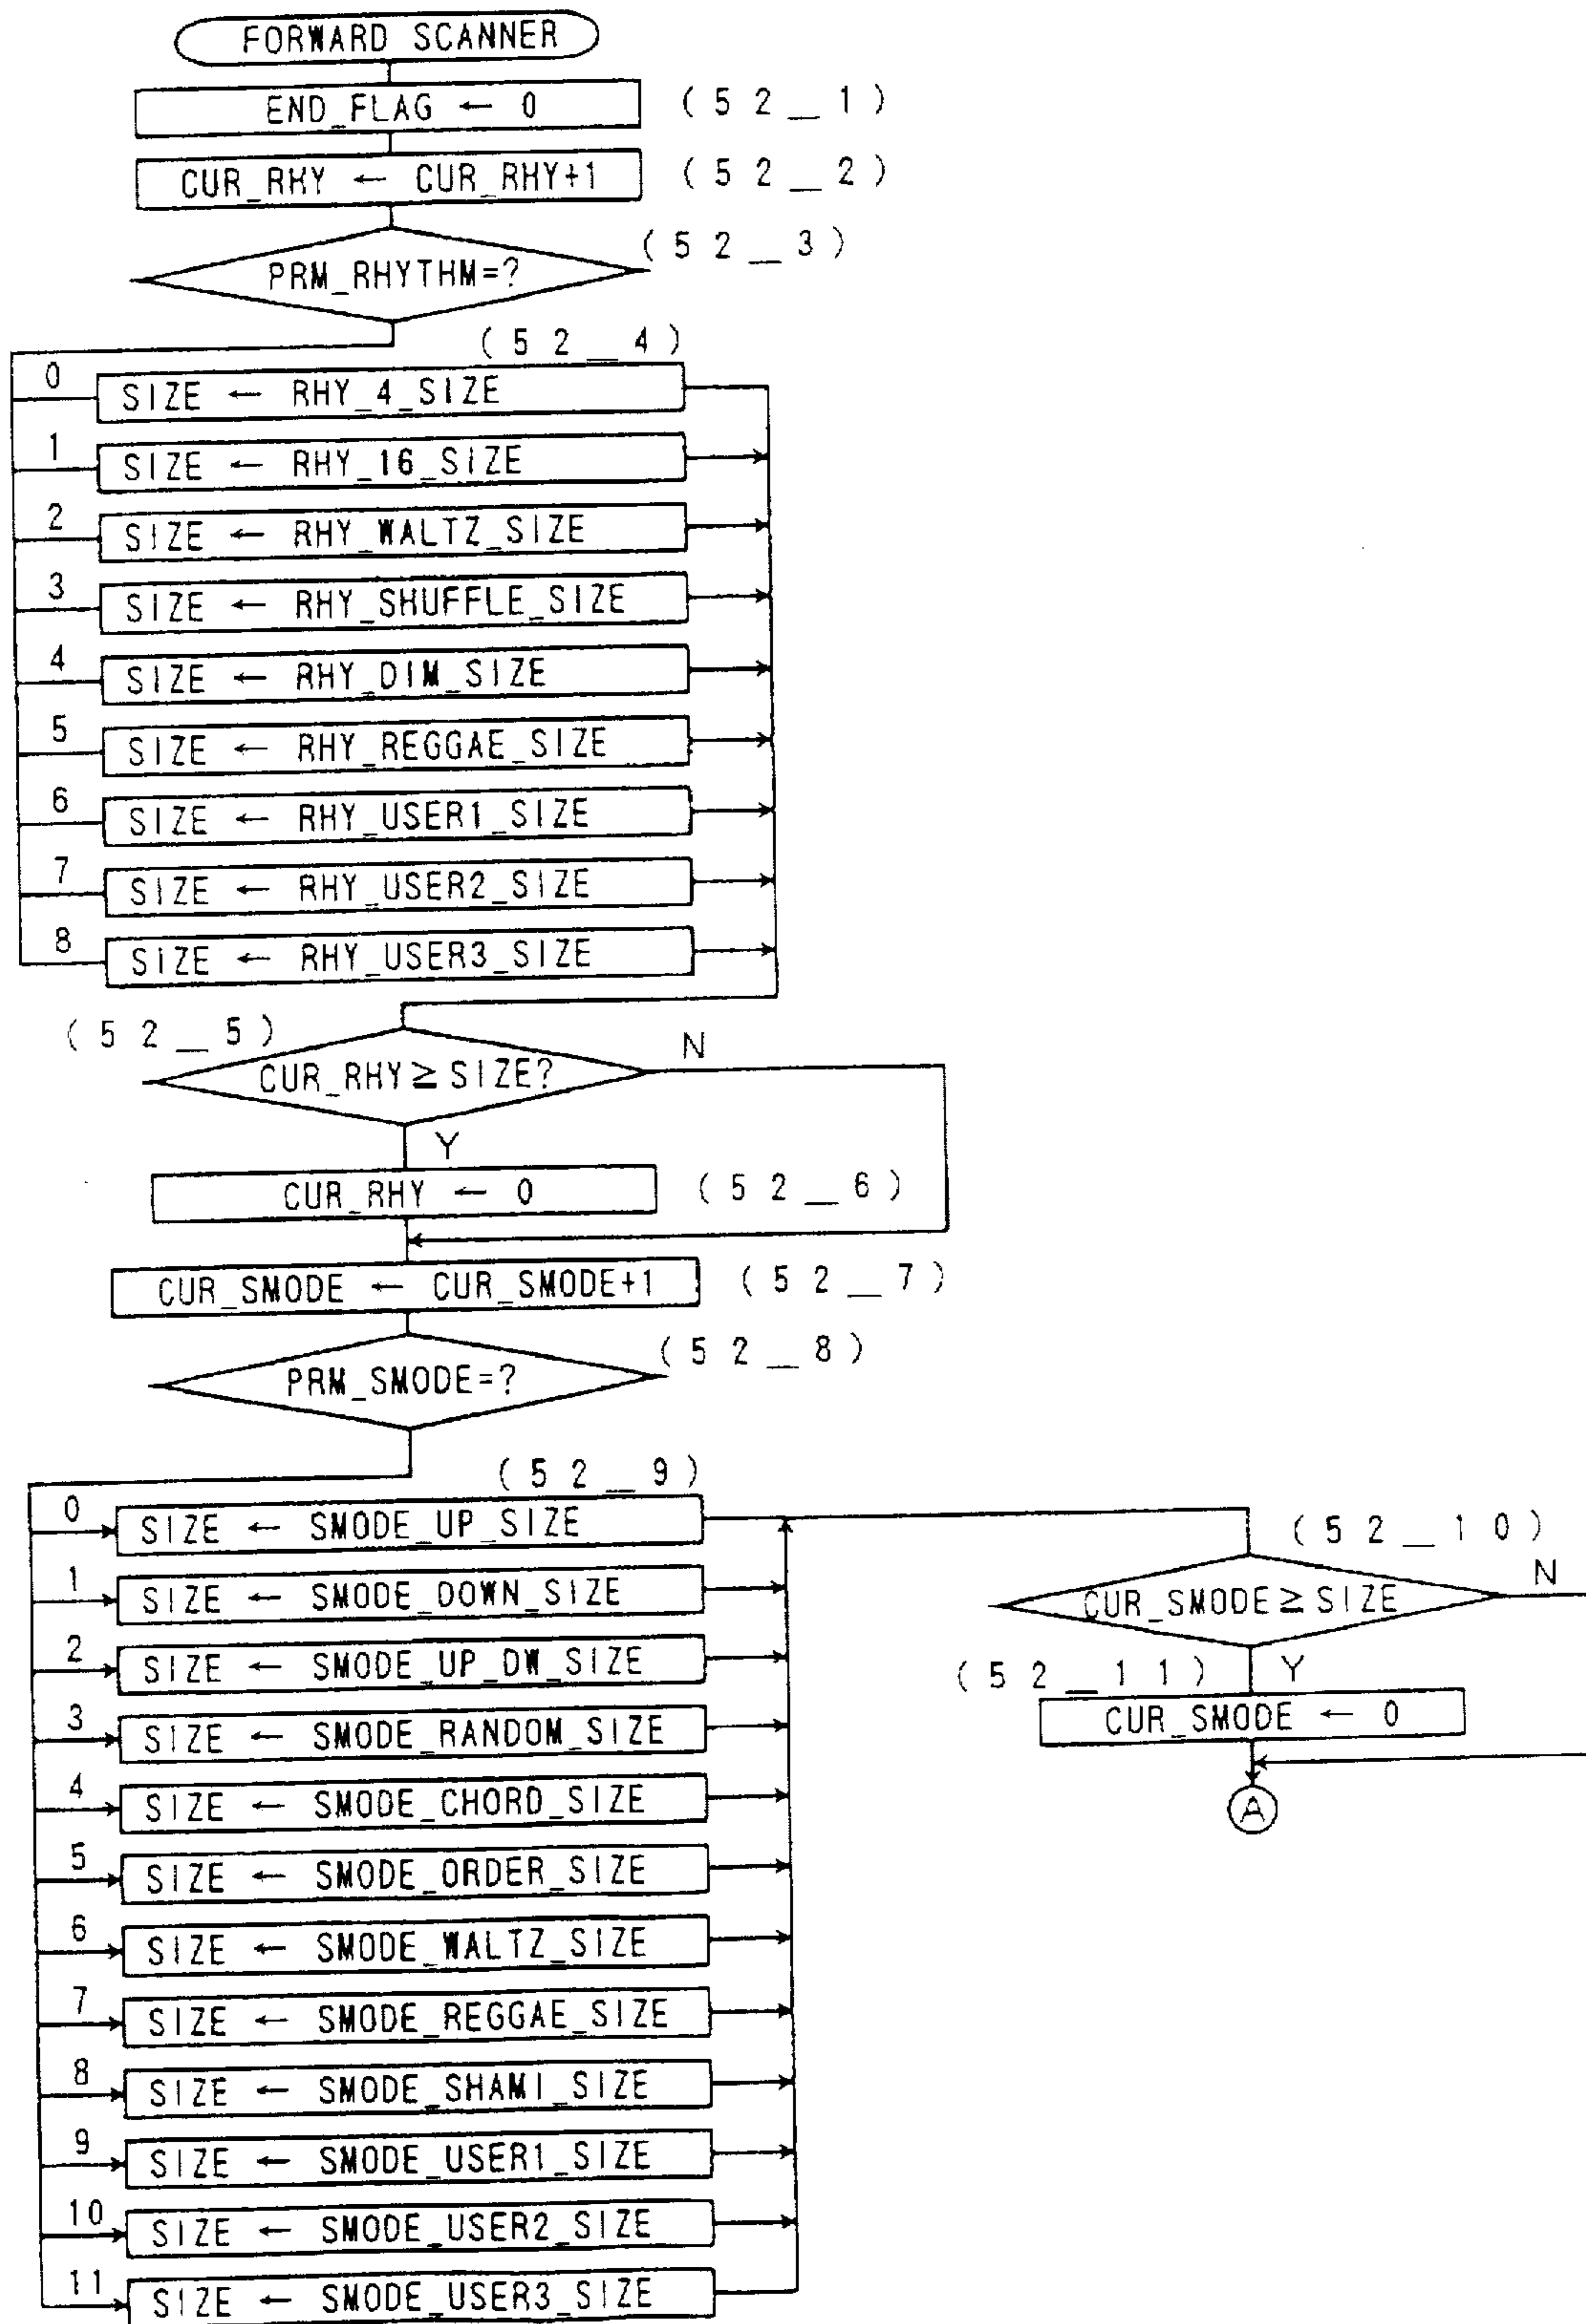 FORWARD SCANNER
END_FLAG ← 0 (52_1)
CUR_RHY ← CUR_RHY+1 (52_2)
(52_3)
PRM_RHYTHM=?
(52_4)
0 SIZE ← RHY_4_SIZE
1 SIZE ← RHY_16_SIZE
2 SIZE ← RHY_WALTZ_SIZE
3 SIZE ← RHY_SHUFFLE_SIZE
4 SIZE ← RHY_DIM_SIZE
5 SIZE ← RHY_REGGAE_SIZE
6 SIZE ← RHY_USER1_SIZE
7 SIZE ← RHY_USER2_SIZE
8 SIZE ← RHY_USER3_SIZE
(52_5)
CUR_RHY≧SIZE? N
Y
CUR_RHY ← 0 (52_6)
CUR_SMODE ← CUR_SMODE+1 (52_7)
(52_8)
PRM_SMODE=?
(52_9)
0 SIZE ← SMODE_UP_SIZE
1 SIZE ← SMODE_DOWN_SIZE
2 SIZE ← SMODE_UP_DW_SIZE
3 SIZE ← SMODE_RANDOM_SIZE
4 SIZE ← SMODE_CHORD_SIZE
5 SIZE ← SMODE_ORDER_SIZE
6 SIZE ← SMODE_WALTZ_SIZE
7 SIZE ← SMODE_REGGAE_SIZE
8 SIZE ← SMODE_SHAMI_SIZE
9 SIZE ← SMODE_USER1_SIZE
10 SIZE ← SMODE_USER2_SIZE
11 SIZE ← SMODE_USER3_SIZE
(52_10)
CUR_SMODE≧SIZE N
(52_11) Y
CUR_SMODE ← 0
A